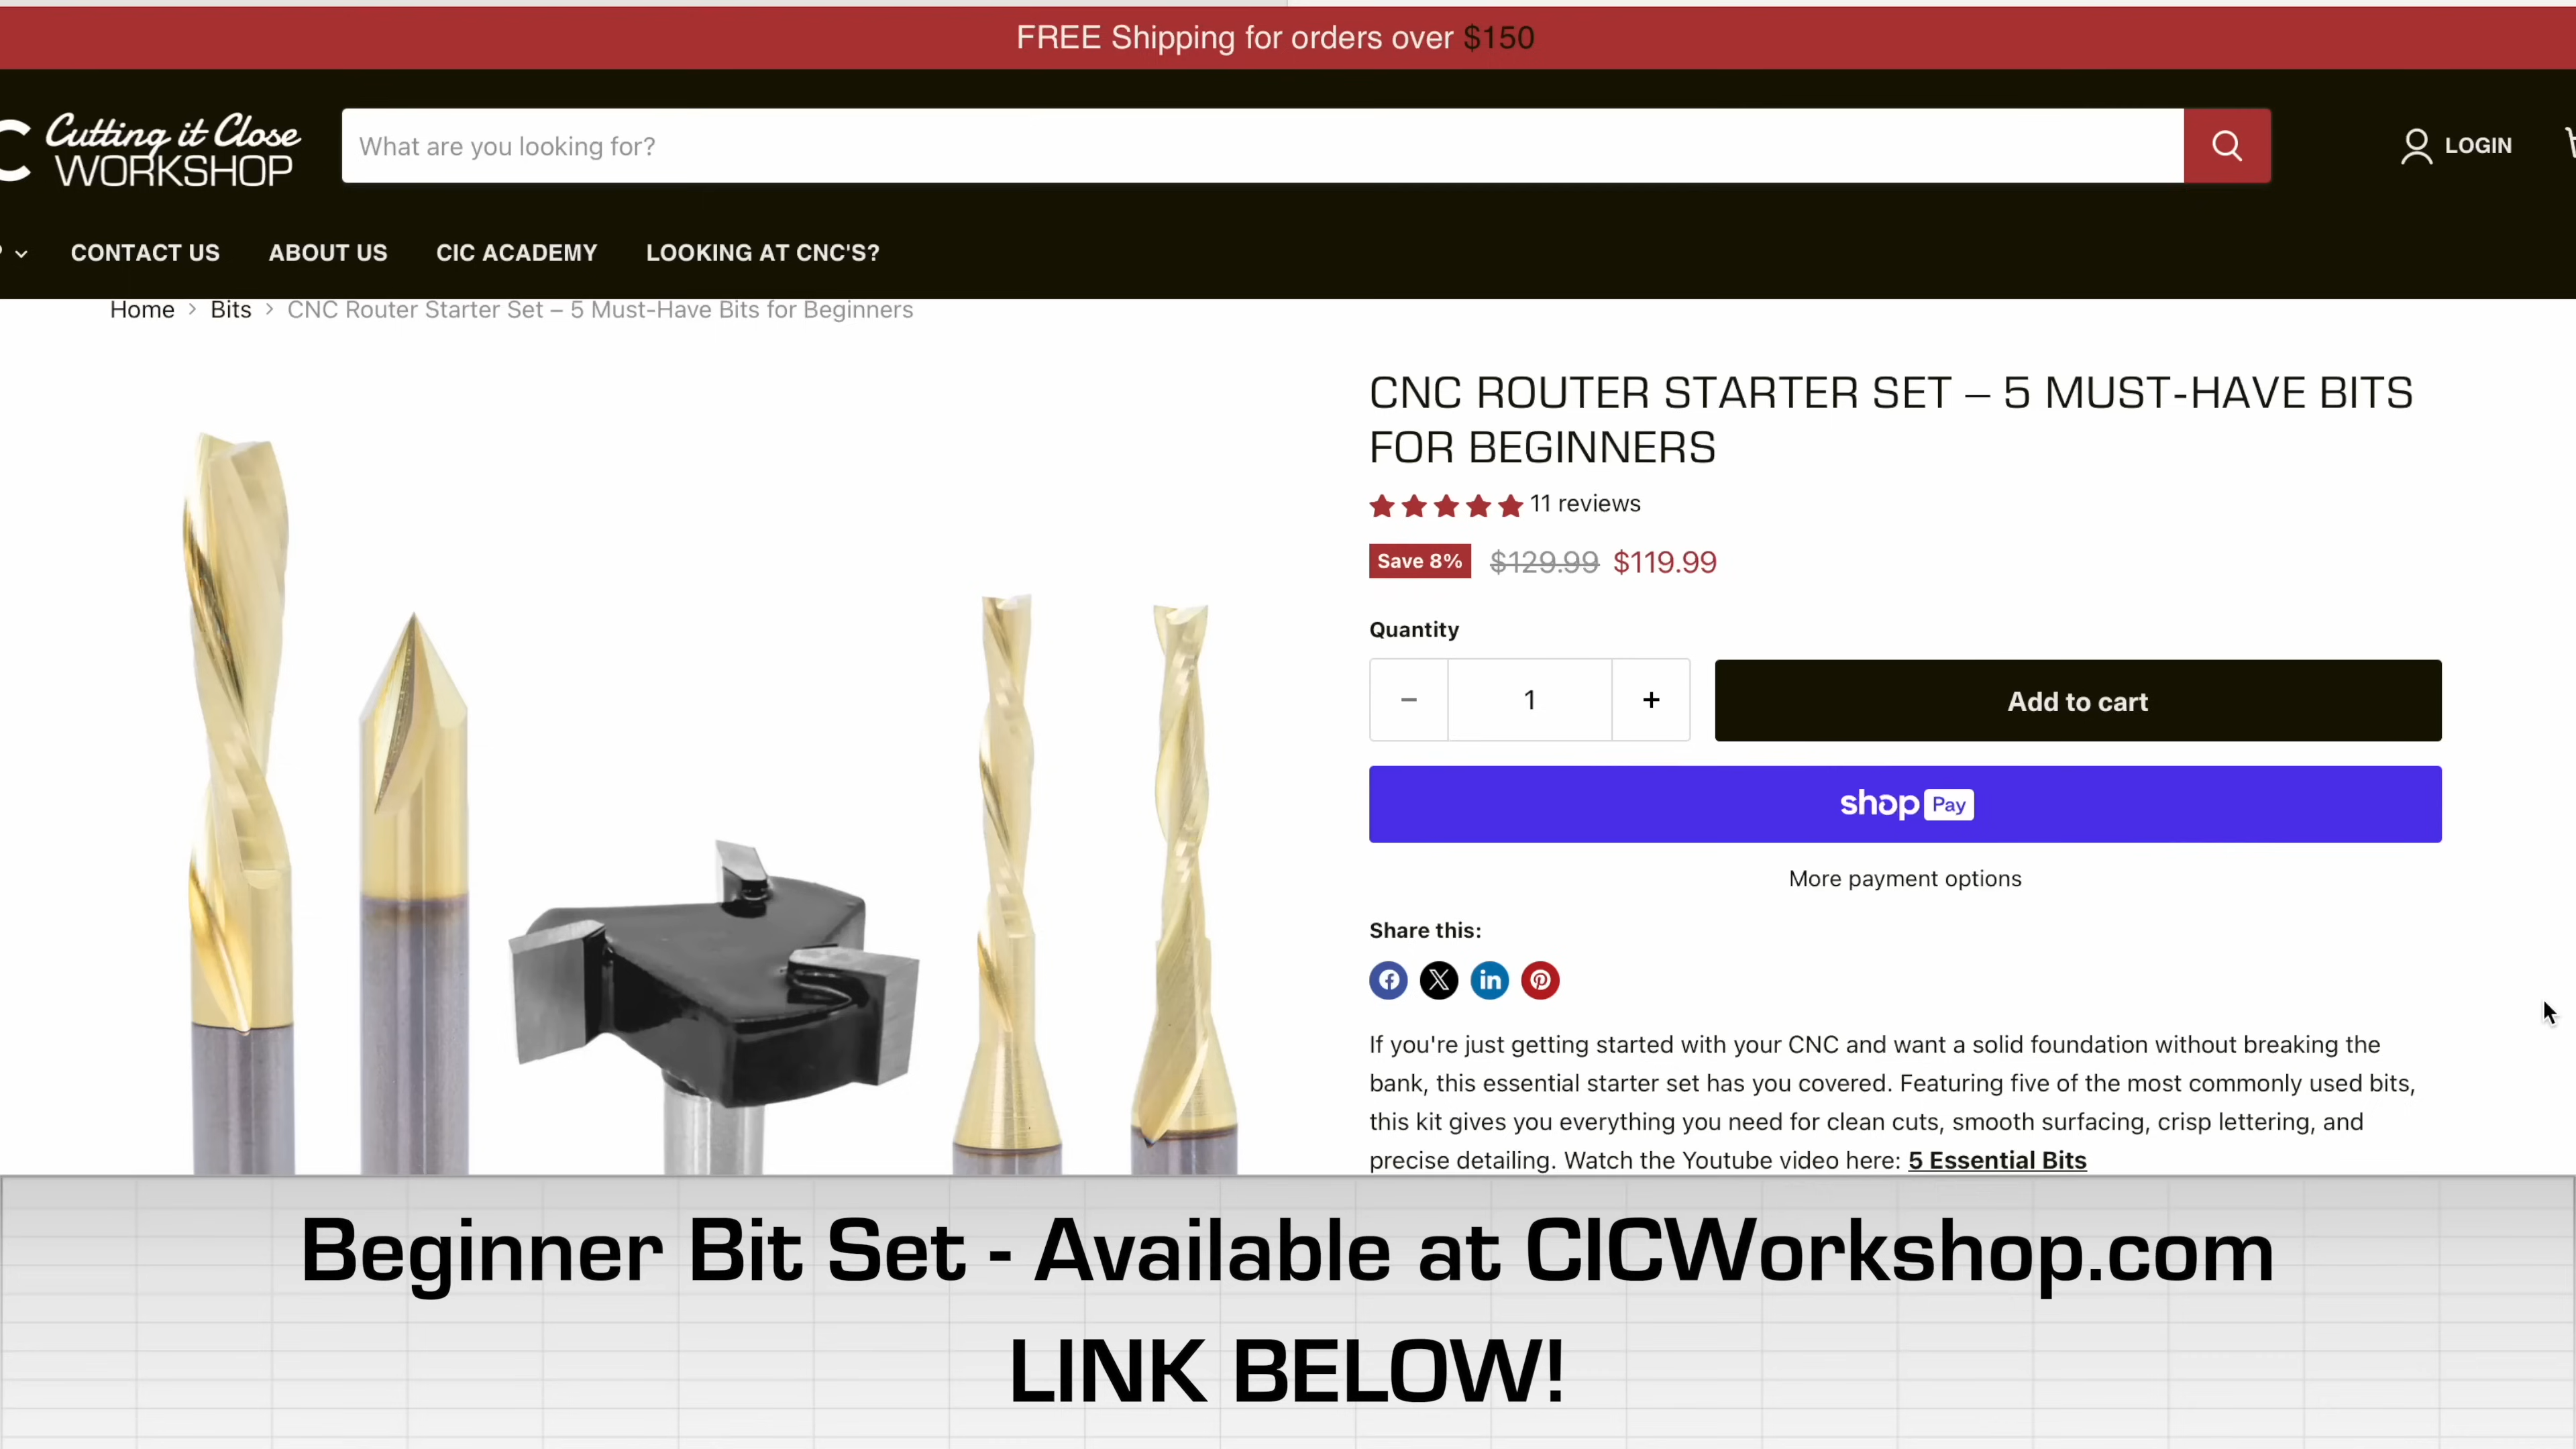 FREE Shipping for orders over $150
C Cutting it Close
WORKSHOP
What are you looking for?
LOGIN
CONTACT US
ABOUT US
CIC ACADEMY
LOOKING AT CNC'S?
Home > Bits > CNC Router Starter Set – 5 Must-Have Bits for Beginners
CNC ROUTER STARTER SET – 5 MUST-HAVE BITS
FOR BEGINNERS
11 reviews
Save 8% $129.99 $119.99
Quantity
− 1 +
Add to cart
shop Pay
More payment options
Share this:
If you're just getting started with your CNC and want a solid foundation without breaking the
bank, this essential starter set has you covered. Featuring five of the most commonly used bits,
this kit gives you everything you need for clean cuts, smooth surfacing, crisp lettering, and
precise detailing. Watch the Youtube video here: 5 Essential Bits
Beginner Bit Set - Available at CICWorkshop.com
LINK BELOW!